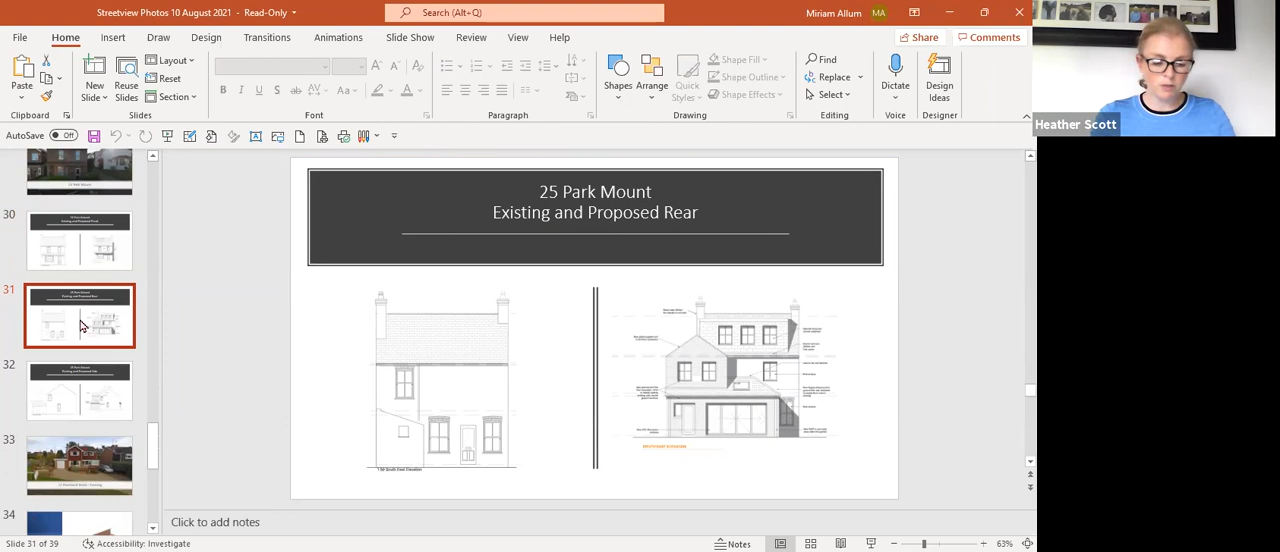 Streetview Photos 10 August 2021 - Read-Only
Search (Alt+Q)
Miriam Allum
MA
File
Home
Insert
Draw
Design
Transitions
Animations
Slide Show
Review
View
Help
Share
Comments
Paste
New
Slide
Reuse
Slides
Layout
Reset
Section
Shapes
Arrange
Quick
Styles
Shape Fill
Shape Outline
Shape Effects
Find
Replace
Select
Dictate
Design
Ideas
Clipboard
Slides
Font
Paragraph
Drawing
Editing
Voice
Designer
AutoSave
Off
Heather Scott
30
31
32
33
34
25 Park Mount
Existing and Proposed Rear
Click to add notes
Slide 31 of 39
Accessibility: Investigate
Notes
63%